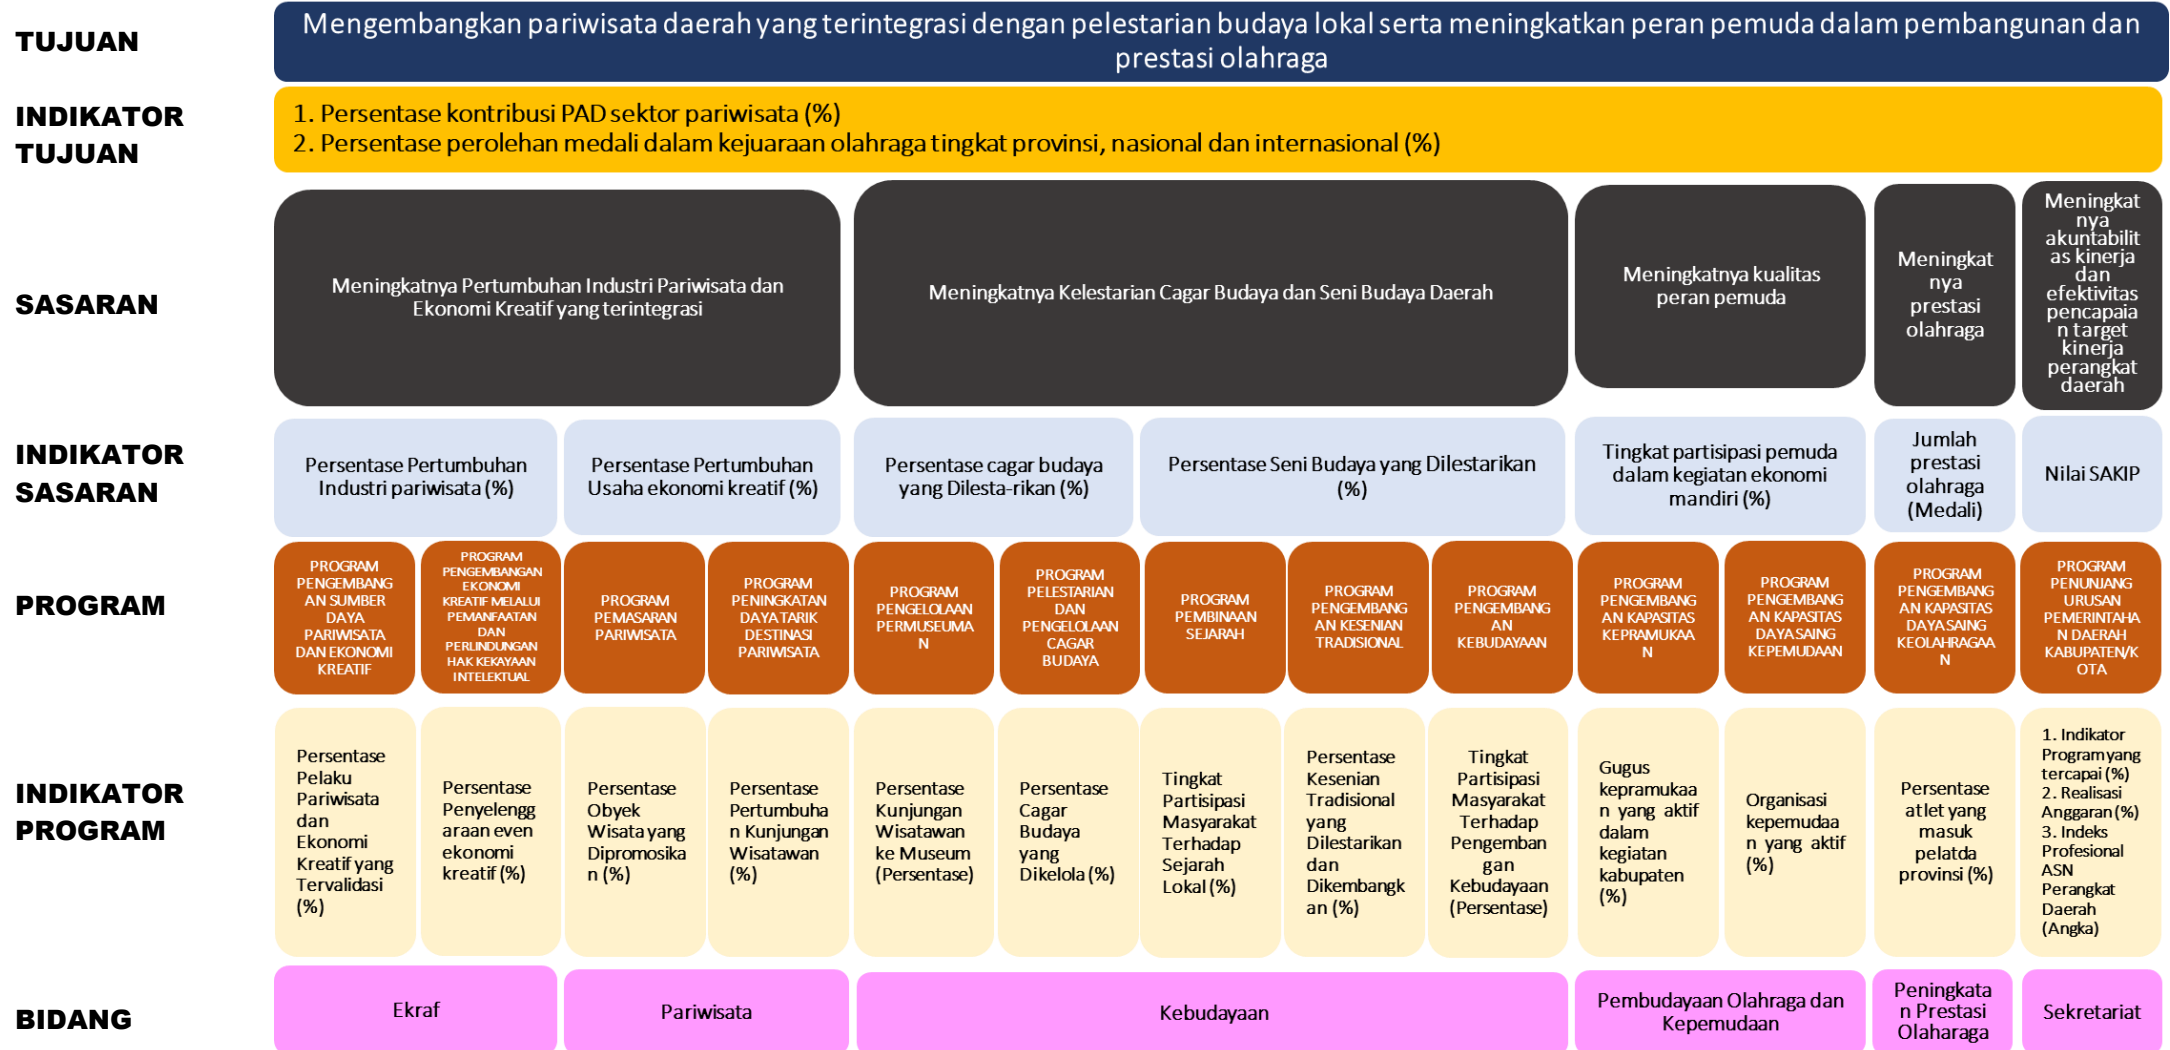 TUJUAN
Mengembangkan pariwisata daerah yang terintegrasi dengan pelestarian budaya lokal serta meningkatkan peran pemuda dalam pembangunan dan
prestasi olahraga
INDIKATOR
TUJUAN
1. Persentase kontribusi PAD sektor pariwisata (%)
2. Persentase perolehan medali dalam kejuaraan olahraga tingkat provinsi, nasional dan internasional (%)
SASARAN
Meningkatnya Pertumbuhan Industri Pariwisata dan
Ekonomi Kreatif yang terintegrasi
Meningkatnya Kelestarian Cagar Budaya dan Seni Budaya Daerah
Meningkatnya kualitas
peran pemuda
Meningkat
nya
prestasi
olahraga
Meningkat
nya
akuntabilit
as kinerja
dan
efektivitas
pencapaia
n target
kinerja
perangkat
daerah
INDIKATOR
SASARAN
Persentase Pertumbuhan
Industri pariwisata (%)
Persentase Pertumbuhan
Usaha ekonomi kreatif (%)
Persentase cagar budaya
yang Dilesta-rikan (%)
Persentase Seni Budaya yang Dilestarikan
(%)
Tingkat partisipasi pemuda
dalam kegiatan ekonomi
mandiri (%)
Jumlah
prestasi
olahraga
(Medali)
Nilai SAKIP
PROGRAM
PROGRAM
PENGEMBANG
AN SUMBER
DAYA
PARIWISATA
DAN EKONOMI
KREATIF
PROGRAM
PENGEMBANGAN
EKONOMI
KREATIF MELALUI
PEMANFAATAN
DAN
PERLINDUNGAN
HAK KEKAYAAN
INTELEKTUAL
PROGRAM
PEMASARAN
PARIWISATA
PROGRAM
PENINGKATAN
DAYA TARIK
DESTINASI
PARIWISATA
PROGRAM
PENGELOLAAN
PERMUSEUMA
N
PROGRAM
PELESTARIAN
DAN
PENGELOLAAN
CAGAR
BUDAYA
PROGRAM
PEMBINAAN
SEJARAH
PROGRAM
PENGEMBANG
AN KESENIAN
TRADISIONAL
PROGRAM
PENGEMBANG
AN
KEBUDAYAAN
PROGRAM
PENGEMBANG
AN KAPASITAS
KEPRAMUKAA
N
PROGRAM
PENGEMBANG
AN KAPASITAS
DAYA SAING
KEPEMUDAAN
PROGRAM
PENGEMBANG
AN KAPASITAS
DAYA SAING
KEOLAHRAGAA
N
PROGRAM
PENUNJANG
URUSAN
PEMERINTAHA
N DAERAH
KABUPATEN/K
OTA
INDIKATOR
PROGRAM
Persentase
Pelaku
Pariwisata
dan
Ekonomi
Kreatif yang
Tervalidasi
(%)
Persentase
Penyelengg
araan even
ekonomi
kreatif (%)
Persentase
Obyek
Wisata yang
Dipromosika
n (%)
Persentase
Pertumbuha
n Kunjungan
Wisatawan
(%)
Persentase
Kunjungan
Wisatawan
ke Museum
(Persentase)
Persentase
Cagar
Budaya
yang
Dikelola (%)
Tingkat
Partisipasi
Masyarakat
Terhadap
Sejarah
Lokal (%)
Persentase
Kesenian
Tradisional
yang
Dilestarikan
dan
Dikembangk
an (%)
Tingkat
Partisipasi
Masyarakat
Terhadap
Pengemban
gan
Kebudayaan
(Persentase)
Gugus
kepramukaa
n yang aktif
dalam
kegiatan
kabupaten
(%)
Organisasi
kepemudaa
n yang aktif
(%)
Persentase
atlet yang
masuk
pelatda
provinsi (%)
1. Indikator
Program yang
tercapai (%)
2. Realisasi
Anggaran (%)
3. Indeks
Profesional
ASN
Perangkat
Daerah
(Angka)
BIDANG
Ekraf
Pariwisata
Kebudayaan
Pembudayaan Olahraga dan
Kepemudaan
Peningkata
n Prestasi
Olaharaga
Sekretariat